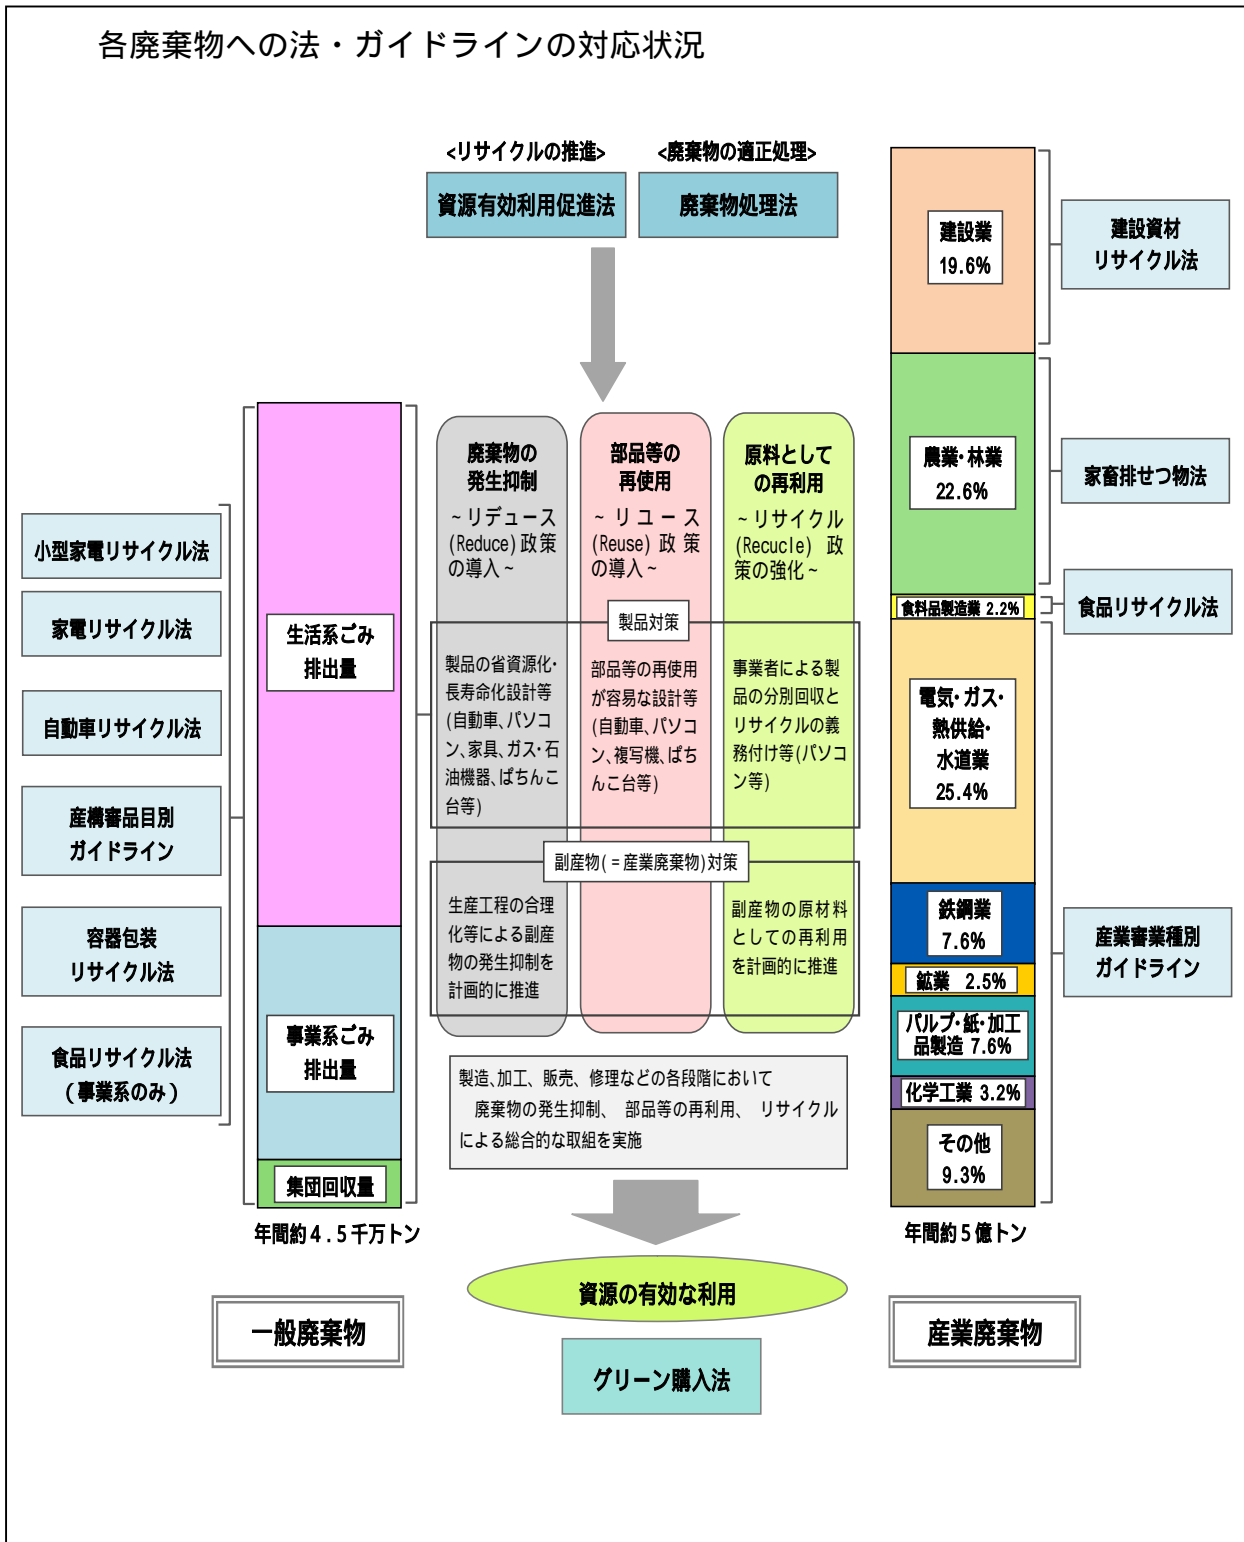 各廃棄物への法・ガイドラインの対応状況
<リサイクルの推進>
<廃棄物の適正処理>
資源有効利用促進法
廃棄物処理法
小型家電リサイクル法
家電リサイクル法
自動車リサイクル法
産構審品目別
ガイドライン
容器包装
リサイクル法
食品リサイクル法
(事業系のみ)
生活系ごみ
排出量
事業系ごみ
排出量
集団回収量
年間約4.5千万トン
一般廃棄物
廃棄物の
発生抑制
~リデュース
(Reduce)政策
の導入~
部品等の
再使用
~リユース
(Reuse)政策
の導入~
原料として
の再利用
~リサイクル
(Recucle) 政
策の強化~
製品対策
製品の省資源化・
長寿命化設計等
(自動車、パソコ
ン、家具、ガス・石
油機器、ぱちんこ
台等)
部品等の再使用
が容易な設計等
(自動車、パソコ
ン、複写機、ぱち
んこ台等)
事業者による製
品の分別回収と
リサイクルの義
務付け等(パソコ
ン等)
副産物(=産業廃棄物)対策
生産工程の合理
化等による副産
物の発生抑制を
計画的に推進
副産物の原材料
としての再利用
を計画的に推進
製造、加工、販売、修理などの各段階において
廃棄物の発生抑制、 部品等の再利用、 リサイクル
による総合的な取組を実施
資源の有効な利用
グリーン購入法
建設業
19.6%
農業・林業
22.6%
食料品製造業 2.2%
電気・ガス・
熱供給・
水道業
25.4%
鉄鋼業
7.6%
鉱業 2.5%
パルプ・紙・加工
品製造 7.6%
化学工業 3.2%
その他
9.3%
年間約5億トン
産業廃棄物
建設資材
リサイクル法
家畜排せつ物法
食品リサイクル法
産業審業種別
ガイドライン